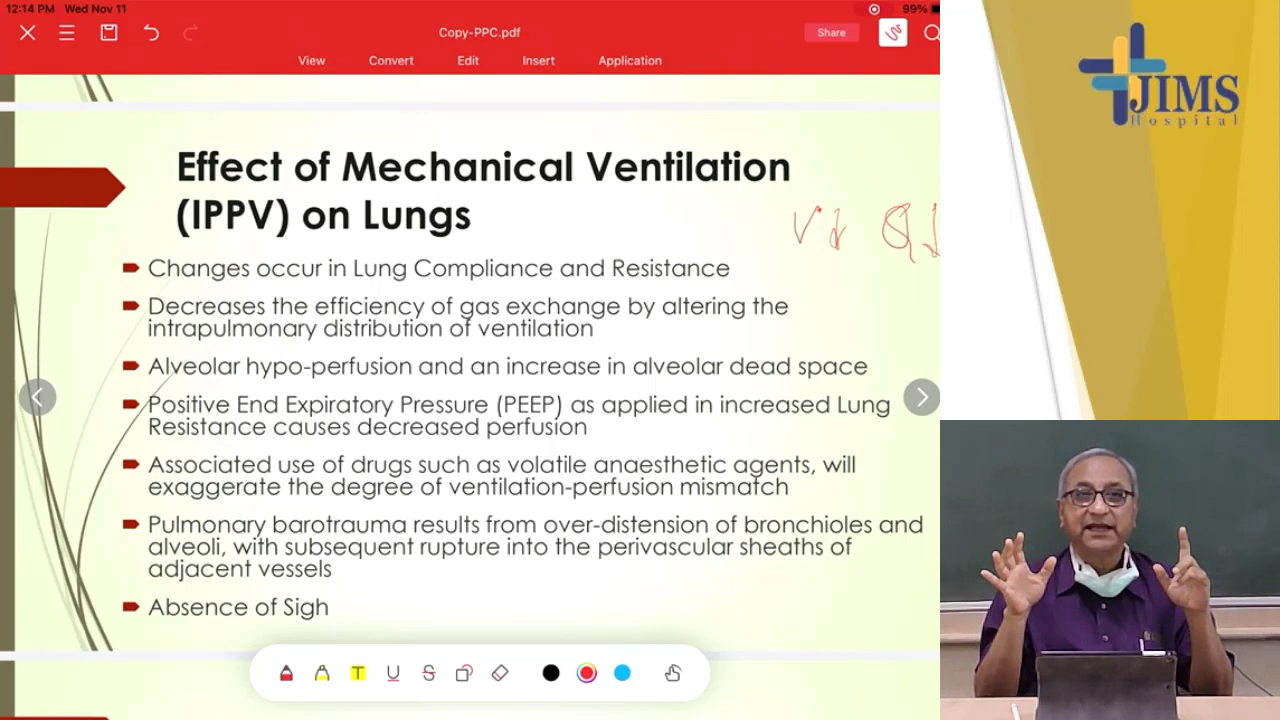 12:14 PM Wed Nov 11
99%
Copy-PPC.pdf
Share
View Convert Edit Insert Application
JIMS
Hospital
Effect of Mechanical Ventilation
(IPPV) on Lungs
V↓ Q↓
Changes occur in Lung Compliance and Resistance
Decreases the efficiency of gas exchange by altering the
intrapulmonary distribution of ventilation
Alveolar hypo-perfusion and an increase in alveolar dead space
Positive End Expiratory Pressure (PEEP) as applied in increased Lung
Resistance causes decreased perfusion
Associated use of drugs such as volatile anaesthetic agents, will
exaggerate the degree of ventilation-perfusion mismatch
Pulmonary barotrauma results from over-distension of bronchioles and
alveoli, with subsequent rupture into the perivascular sheaths of
adjacent vessels
Absence of Sigh